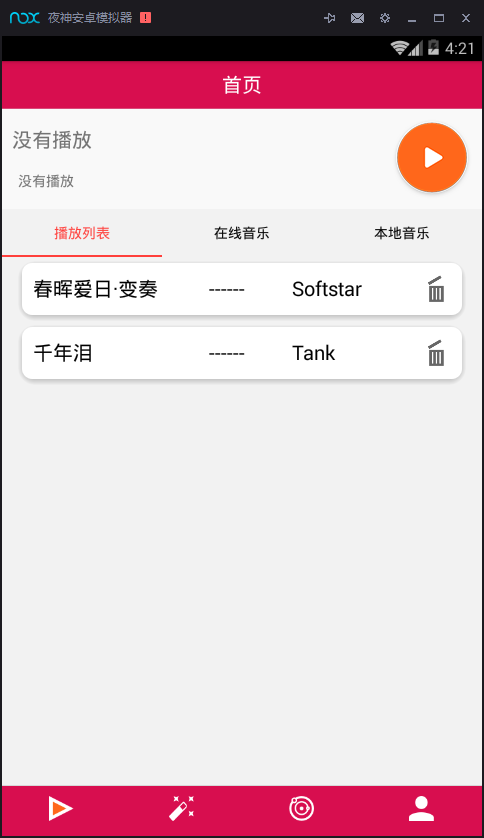 nox 夜神安卓模拟器
4:21
首页
没有播放
没有播放
播放列表 在线音乐 本地音乐
春晖爱日·变奏 ------ Softstar
千年泪 ------ Tank